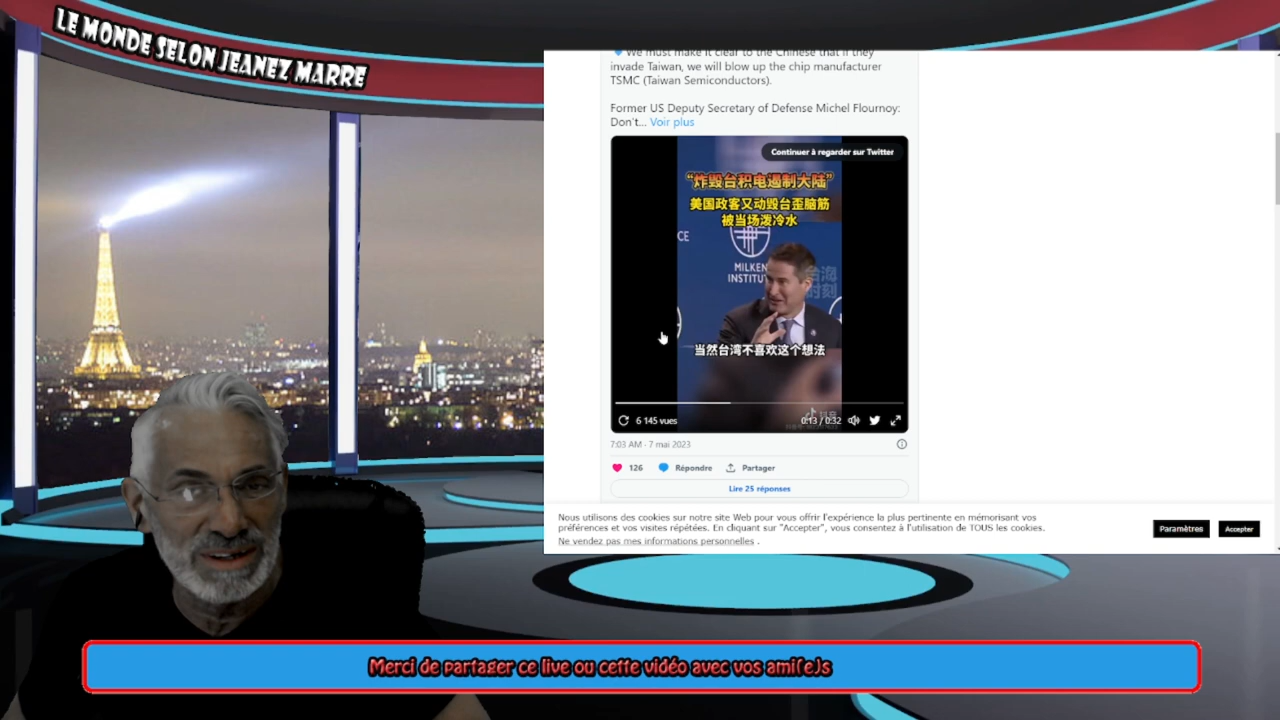 LE MONDE SELON JEANEZ MARRE
We must make it clear to the Chinese that if they
invade Taiwan, we will blow up the chip manufacturer
TSMC (Taiwan Semiconductors).
Former US Deputy Secretary of Defense Michel Flournoy:
Don't... Voir plus
Continuer à regarder sur Twitter
“炸毁台积电遏制大陆”
美国政客又动毁台歪脑筋
被当场泼冷水
CE
MILKEN
INSTITU
台海
时刻
当然台湾不喜欢这个想法
6 145 vues
0:13 / 0:32
7:03 AM · 7 mai 2023
126
Répondre
Partager
Lire 25 réponses
Nous utilisons des cookies sur notre site Web pour vous offrir l'expérience la plus pertinente en mémorisant vos
préférences et vos visites répétées. En cliquant sur "Accepter", vous consentez à l'utilisation de TOUS les cookies.
Ne vendez pas mes informations personnelles .
Paramètres
Accepter
Merci de partager ce live ou cette vidéo avec vos ami(e)s